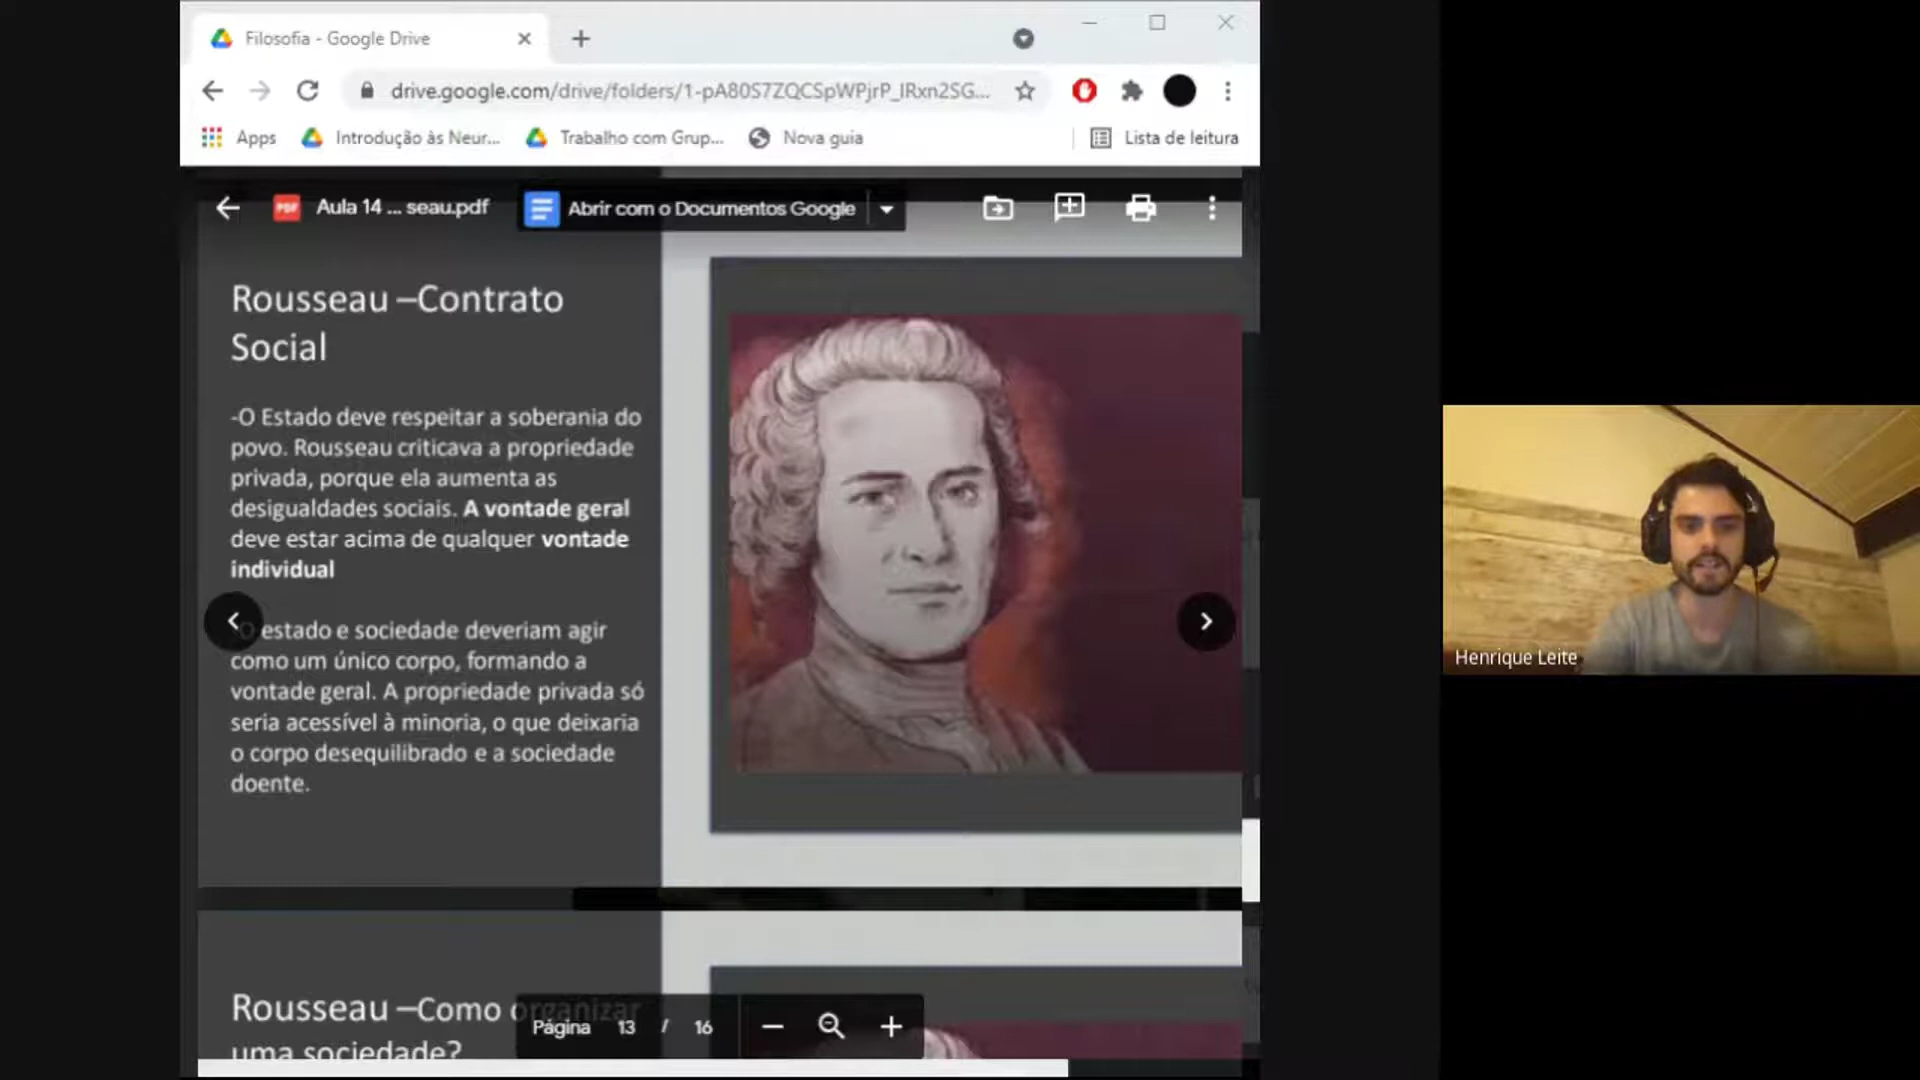 Filosofia - Google Drive
drive.google.com/drive/folders/1-pA80S7ZQCSpWPjrP_IRxn2SG...
Apps
Introdução às Neur...
Trabalho com Grup...
Nova guia
Lista de leitura
PDF
Aula 14 ... seau.pdf
Abrir com o Documentos Google
Rousseau –Contrato
Social
-O Estado deve respeitar a soberania do
povo. Rousseau criticava a propriedade
privada, porque ela aumenta as
desigualdades sociais. A vontade geral
deve estar acima de qualquer vontade
individual
-O estado e sociedade deveriam agir
como um único corpo, formando a
vontade geral. A propriedade privada só
seria acessível à minoria, o que deixaria
o corpo desequilibrado e a sociedade
doente.
Henrique Leite
Rousseau –Como organizar
uma sociedade?
Página 13 / 16